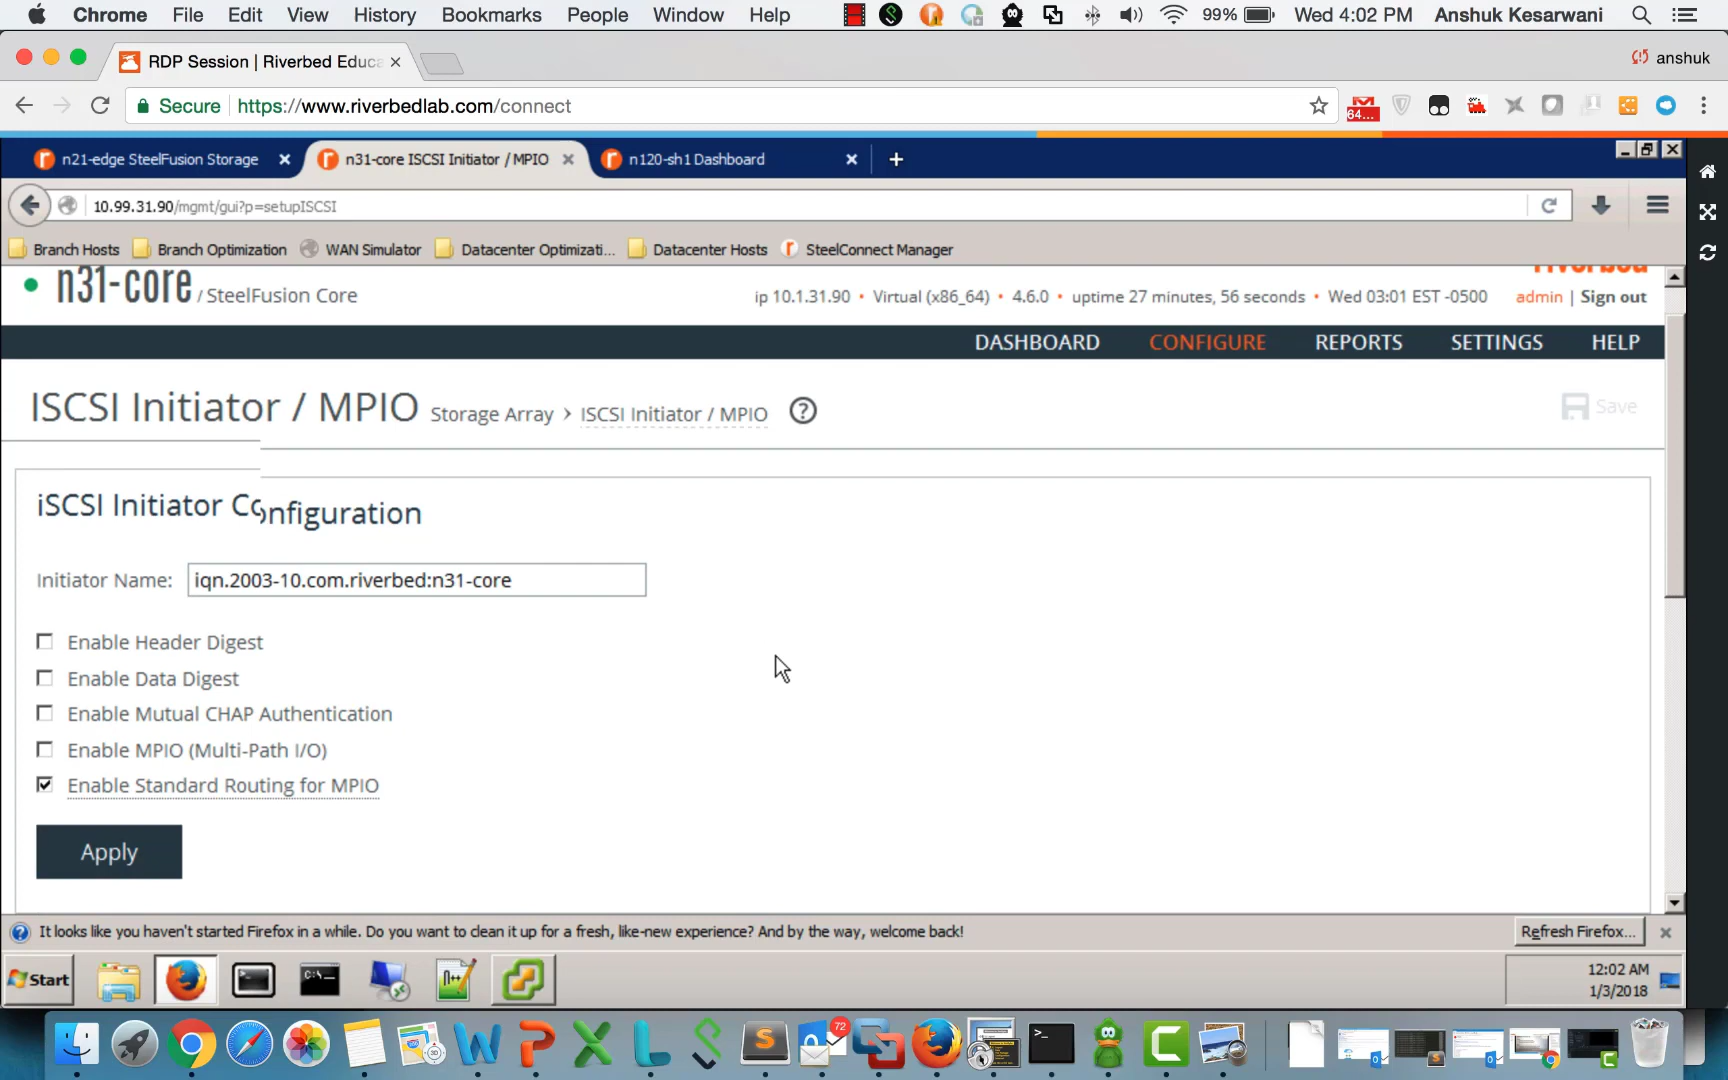 Chrome File Edit View History Bookmarks People Window Help 99% Wed 4:02 PM Anshuk Kesarwani
RDP Session | Riverbed Educa
anshuk
Secure https://www.riverbedlab.com/connect
64...
n21-edge SteelFusion Storage
n31-core ISCSI Initiator / MPIO
n120-sh1 Dashboard
10.99.31.90/mgmt/gui?p=setupISCSI
Branch Hosts Branch Optimization WAN Simulator Datacenter Optimizati... Datacenter Hosts SteelConnect Manager
riverbed
n31-core / SteelFusion Core
ip 10.1.31.90 • Virtual (x86_64) • 4.6.0 • uptime 27 minutes, 56 seconds • Wed 03:01 EST -0500 admin | Sign out
DASHBOARD CONFIGURE REPORTS SETTINGS HELP
ISCSI Initiator / MPIO Storage Array › ISCSI Initiator / MPIO ?
Save
iSCSI Initiator Configuration
Initiator Name: iqn.2003-10.com.riverbed:n31-core
Enable Header Digest
Enable Data Digest
Enable Mutual CHAP Authentication
Enable MPIO (Multi-Path I/O)
Enable Standard Routing for MPIO
Apply
It looks like you haven't started Firefox in a while. Do you want to clean it up for a fresh, like-new experience? And by the way, welcome back!
Refresh Firefox...
Start
12:02 AM
1/3/2018
72